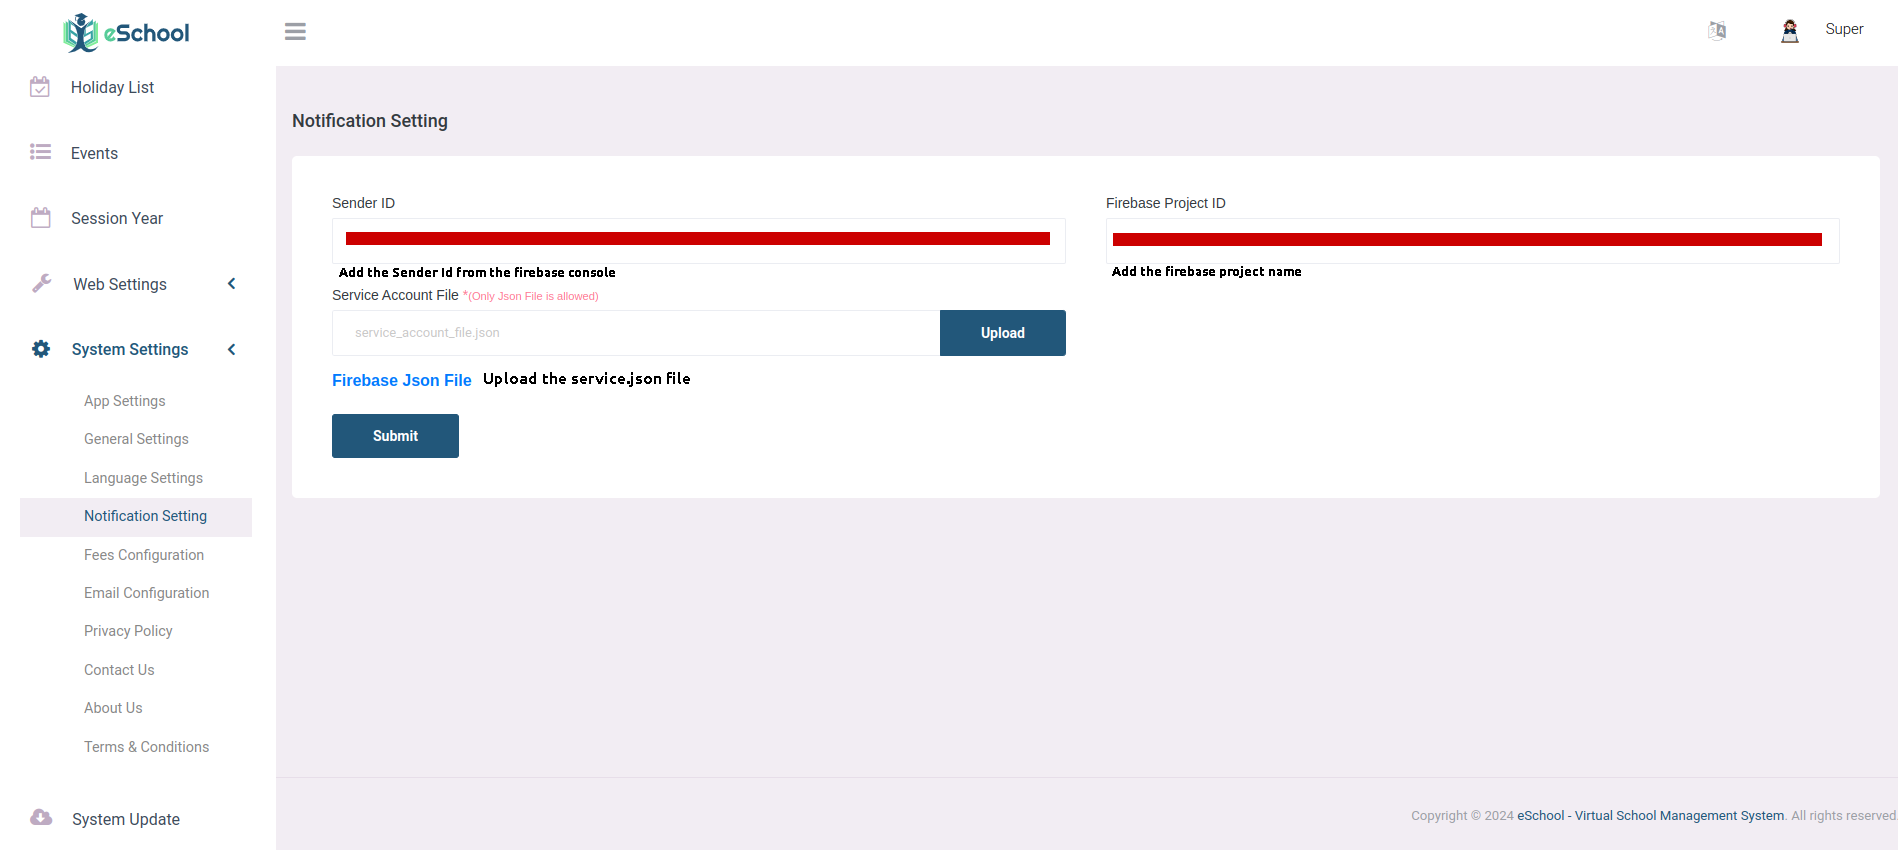 eSchool
Super
Holiday List
Events
Session Year
Web Settings
System Settings
App Settings
General Settings
Language Settings
Notification Setting
Fees Configuration
Email Configuration
Privacy Policy
Contact Us
About Us
Terms & Conditions
System Update
Notification Setting
Sender ID
Add the Sender Id from the firebase console
Firebase Project ID
Add the firebase project name
Service Account File *(Only Json File is allowed)
service_account_file.json
Upload
Firebase Json File Upload the service.json file
Submit
Copyright © 2024 eSchool - Virtual School Management System. All rights reserved